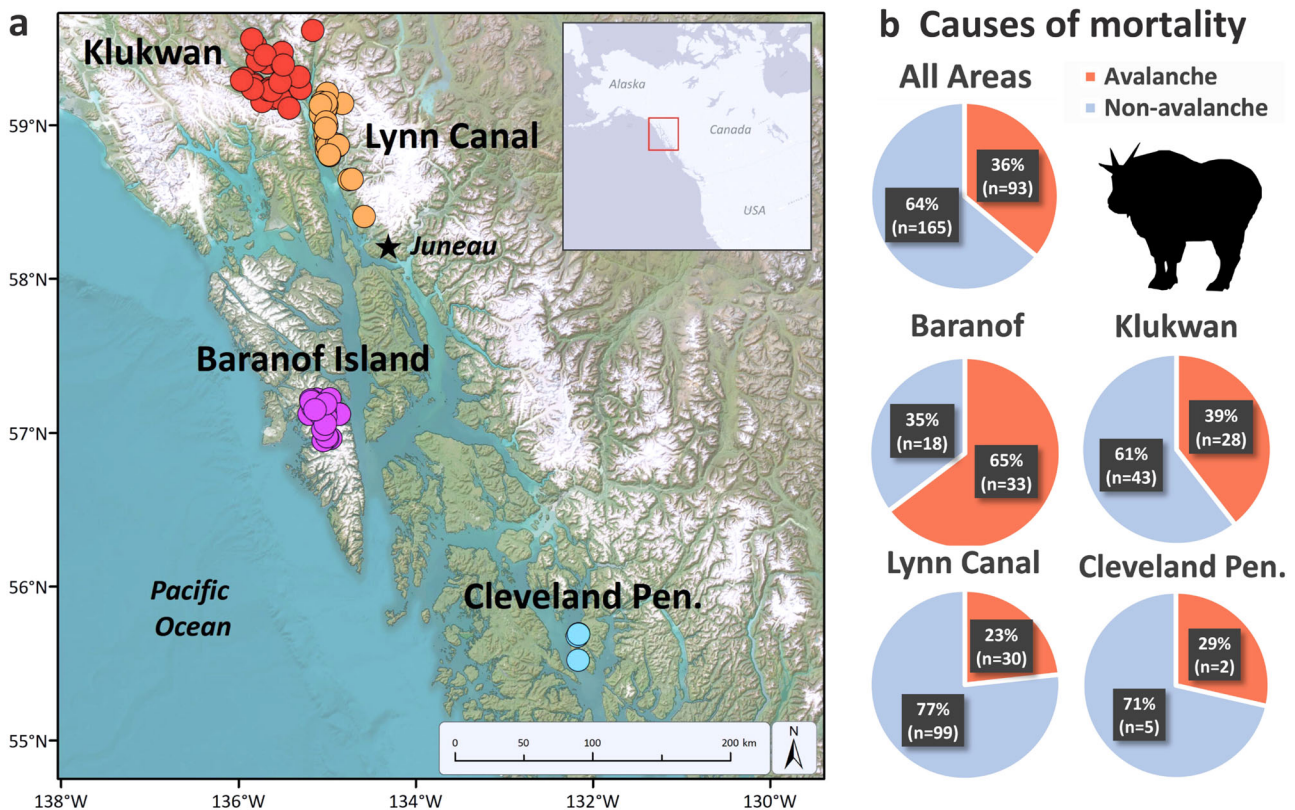 a
Klukwan
Lynn Canal
Juneau
Baranof Island
Cleveland Pen.
Pacific
Ocean
Alaska
Canada
USA
59°N
58°N
57°N
56°N
55°N
138°W
136°W
134°W
132°W
130°W
0
50
100
200 km
N
b Causes of mortality
All Areas
Avalanche
Non-avalanche
36%
(n=93)
64%
(n=165)
Baranof
35%
(n=18)
65%
(n=33)
Klukwan
39%
(n=28)
61%
(n=43)
Lynn Canal
23%
(n=30)
77%
(n=99)
Cleveland Pen.
29%
(n=2)
71%
(n=5)